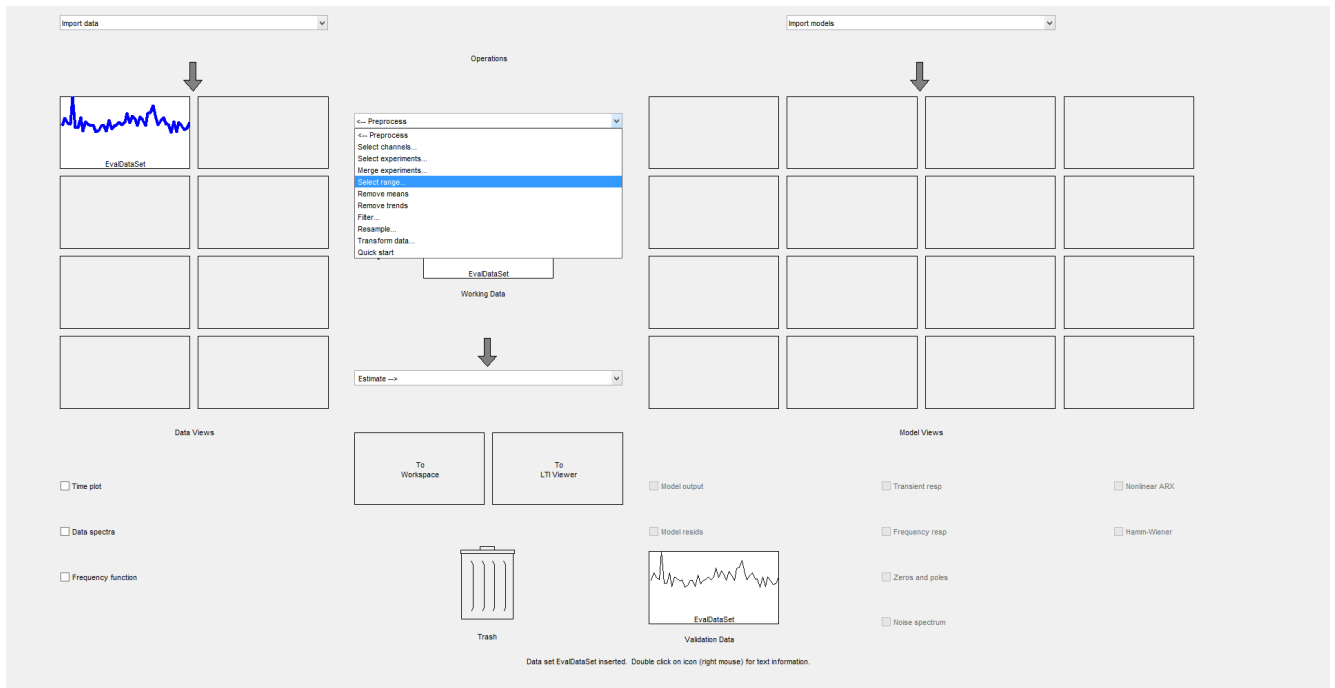 Import data
Import models
Operations
EvalDataSet
<-- Preprocess
<-- Preprocess
Select channels...
Select experiments...
Merge experiments...
Select range...
Remove means
Remove trends
Filter...
Resample...
Transform data...
Quick start
EvalDataSet
Working Data
Estimate -->
Data Views
Model Views
To
Workspace
To
LTI Viewer
Time plot
Data spectra
Frequency function
Model output
Transient resp
Nonlinear ARX
Model resids
Frequency resp
Hamm-Wiener
Zeros and poles
Noise spectrum
EvalDataSet
Trash
Validation Data
Data set EvalDataSet inserted. Double click on icon (right mouse) for text information.